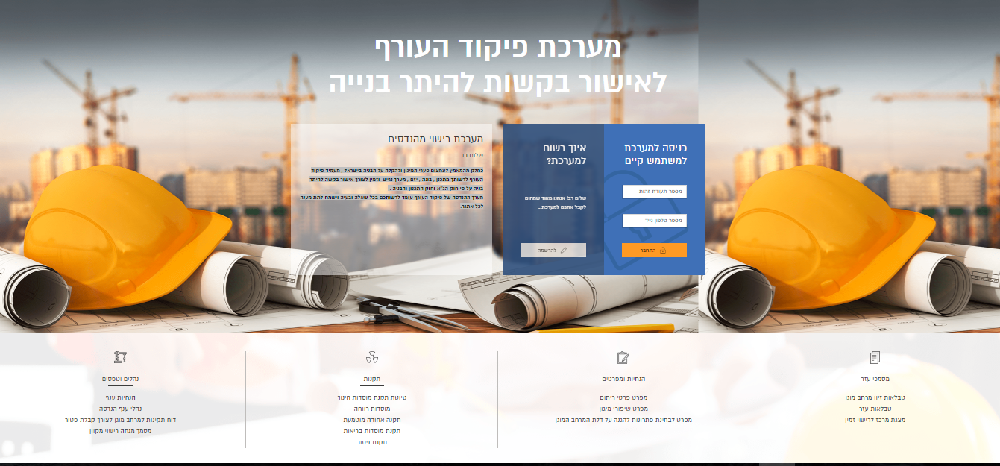 מערכת פיקוד העורף
לאישור בקשות להיתר בנייה
כניסה למערכת
למשתמש קיים
מספר תעודת זהות
מספר טלפון נייד
התחבר
אינך רשום
למערכת?
שלום רב! אנחנו מאוד שמחים
לקבל אתכם למערכת...
להרשמה
מערכת רישוי מהנדסים
שלום רב
כחלק מהמאמץ לצמצום פערי המיגון ולהקלה על הבניה בישראל, מעמיד פיקוד
העורף לרשותך מתכנן, בונה, יזם, מערך נגיש וזמין לצורך אישור בקשה להיתר
בניה על פי חוק הג"א וחוק התכנון והבניה.
מערך ההנדסה של פיקוד העורף עומד לרשותכם בכל שאלה ובעיה וישמח לתת מענה
לכל אתגר.
מסמכי עזר
טבלאות זיון מרחב מוגן
טבלאות עזר
מצגת מרכז לרישוי זמין
הנחיות ומפרטים
מפרט פרטי ריתום
מפרט שיפורי מיגון
מפרט לבחינת פתרונות להגנה על דלת המרחב המוגן
תקנות
טיוטת תקנת מוסדות חינוך
מוסדות רווחה
תקנה אחודה מוטמעת
תקנת מוסדות בריאות
תקנת פטור
נהלים וטפסים
הנחיות ענף
נהלי ענף הנדסה
דוח תקינות למרחב מוגן לצורך קבלת פטור
מסמך מנחה רישוי מקוון